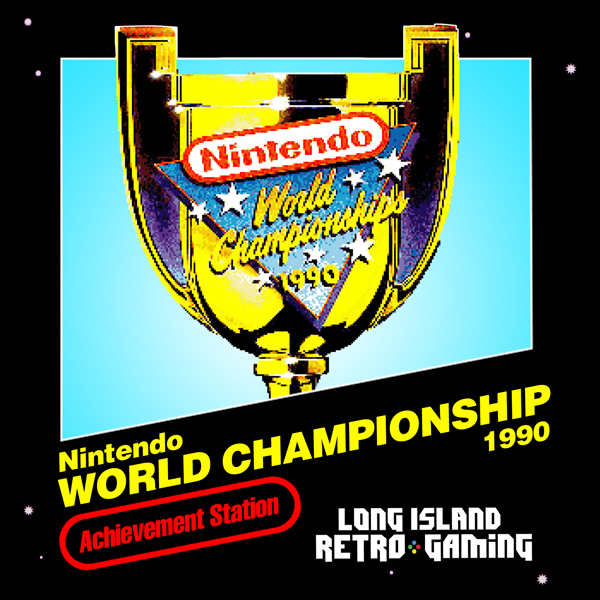 Nintendo
World
Championships
1990
Nintendo
WORLD CHAMPIONSHIP
1990
Achievement Station
LONG ISLAND
RETRO GAMING